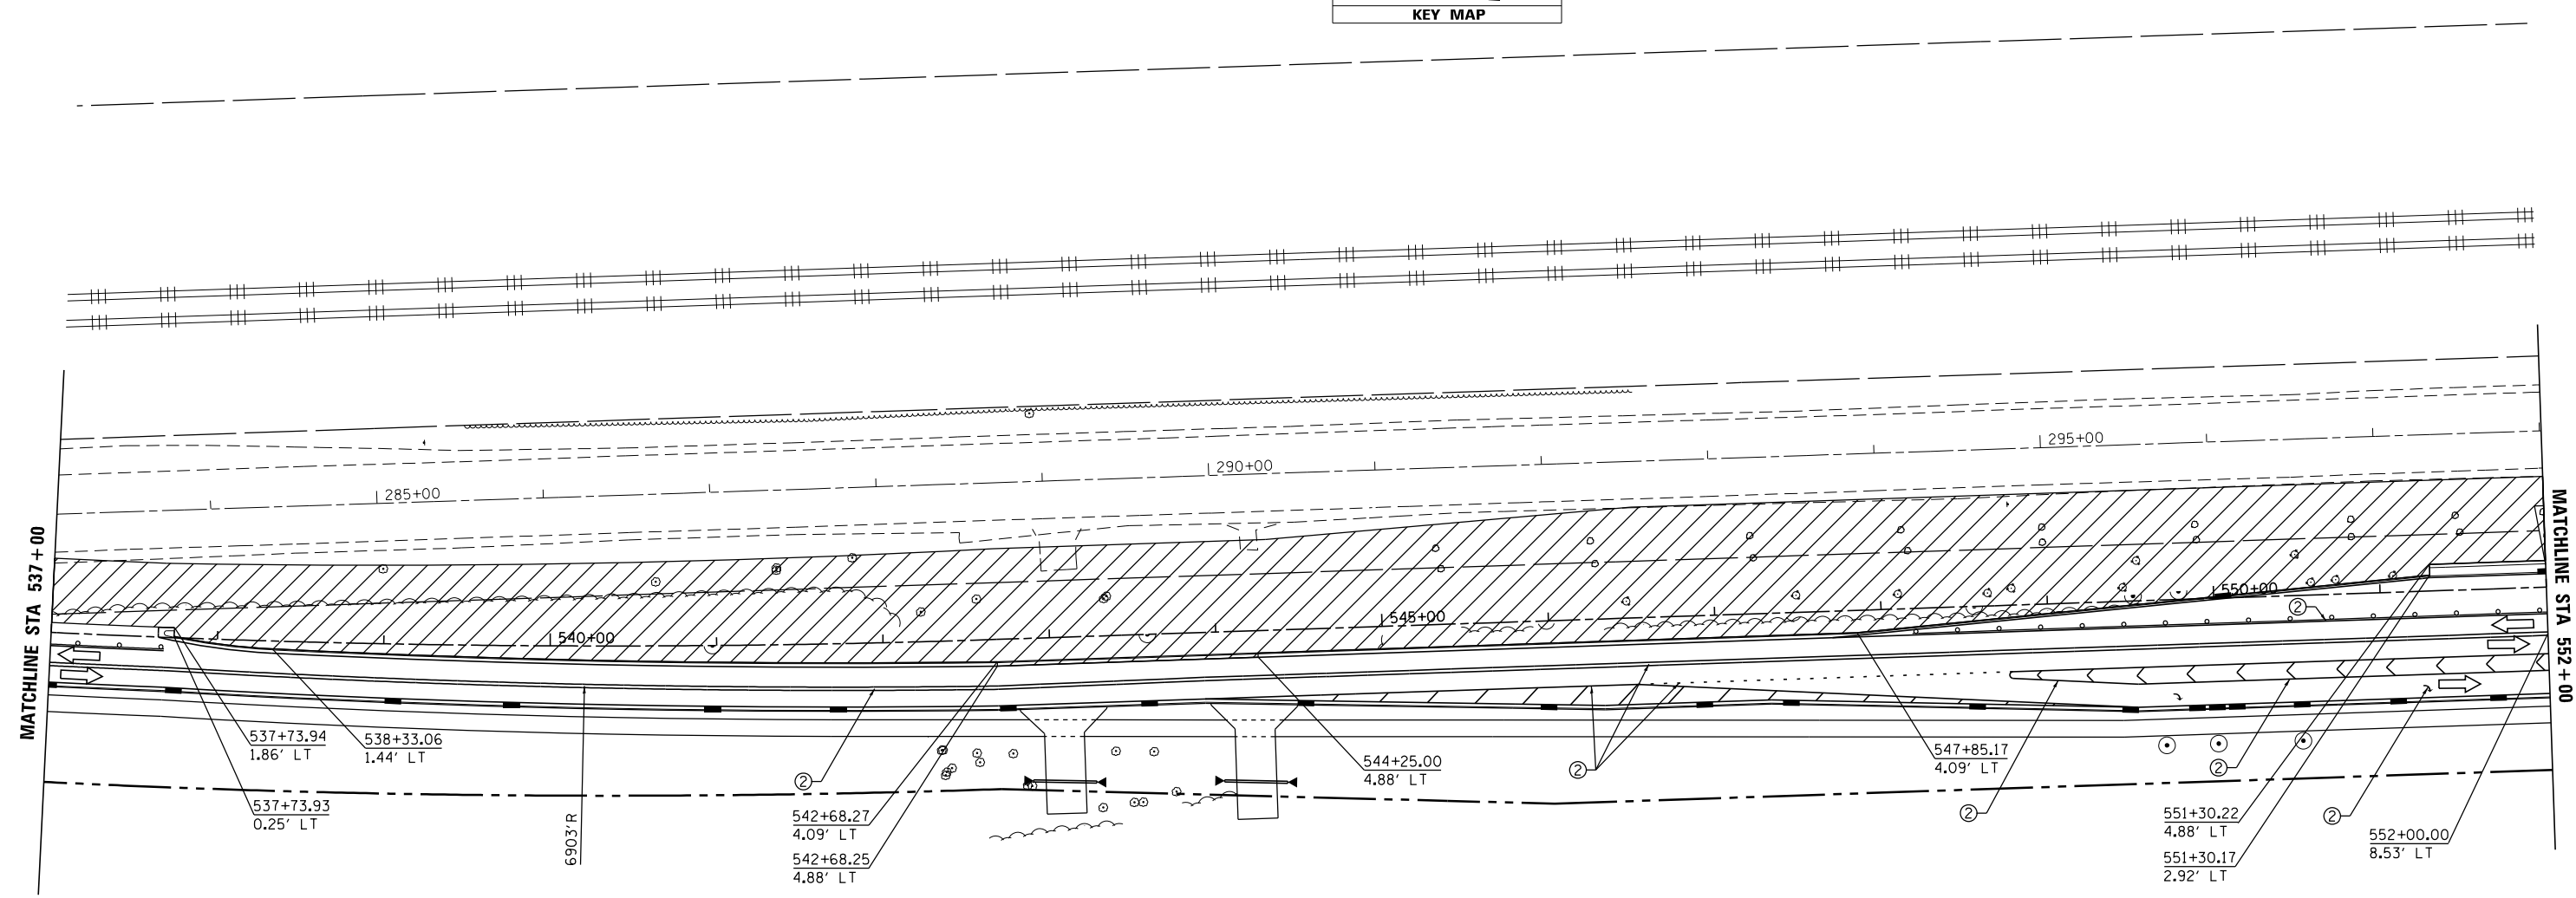 KEY MAP
295+00
290+00
285+00
MATCHLINE STA 537+00
MATCHLINE STA 552+00
550+00
545+00
540+00
2
537+73.94
1.86' LT
538+33.06
1.44' LT
544+25.00
4.88' LT
547+85.17
4.09' LT
2
2
2
537+73.93
0.25' LT
6903'R
542+68.27
4.09' LT
542+68.25
4.88' LT
2
551+30.22
4.88' LT
551+30.17
2.92' LT
2
552+00.00
8.53' LT